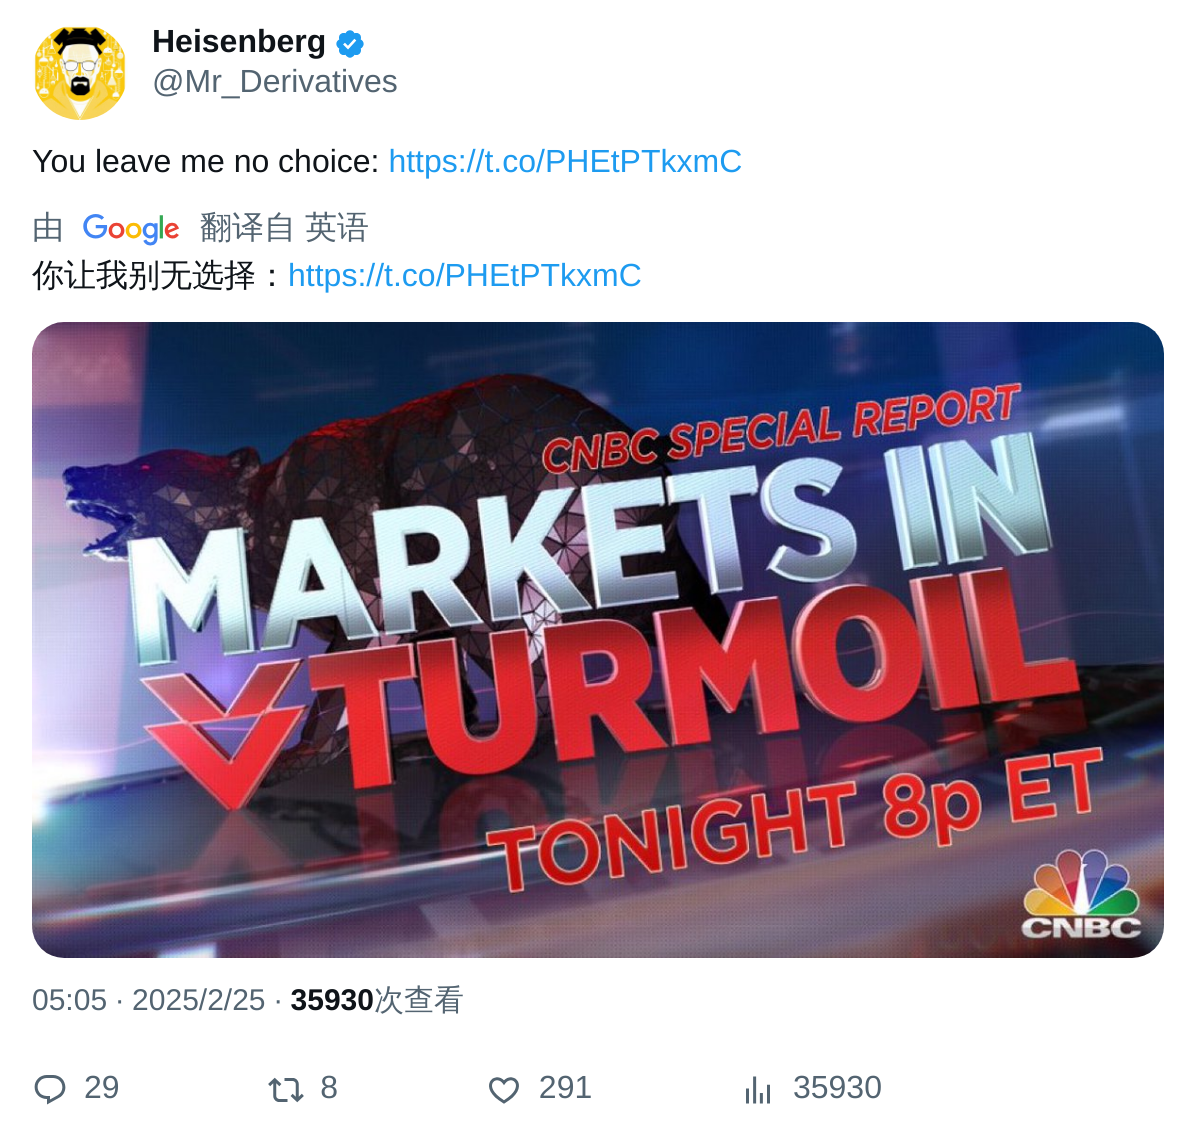 Heisenberg
@Mr_Derivatives
You leave me no choice: https://t.co/PHEtPTkxmC
由 Google 翻译自 英语
你让我别无选择：https://t.co/PHEtPTkxmC
CNBC SPECIAL REPORT
MARKETS IN
TURMOIL
TONIGHT 8p ET
CNBC
05:05 · 2025/2/25 · 35930次查看
29 8 291 35930